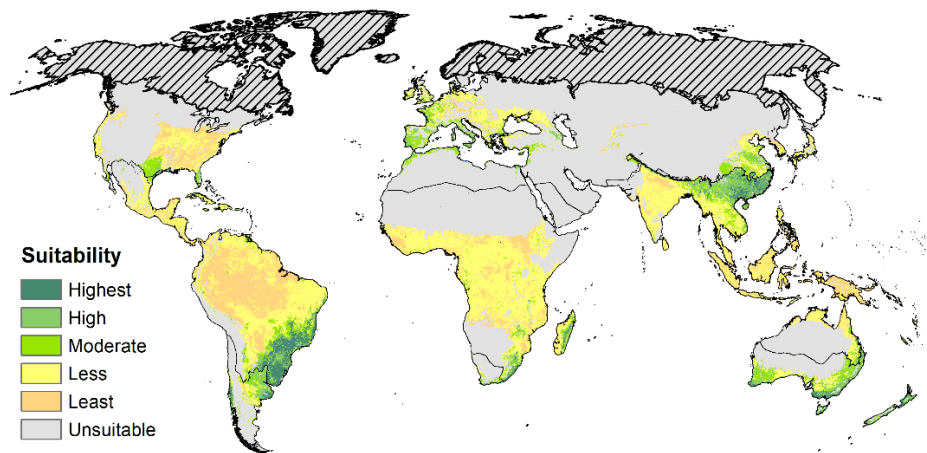 Suitability
Highest
High
Moderate
Less
Least
Unsuitable